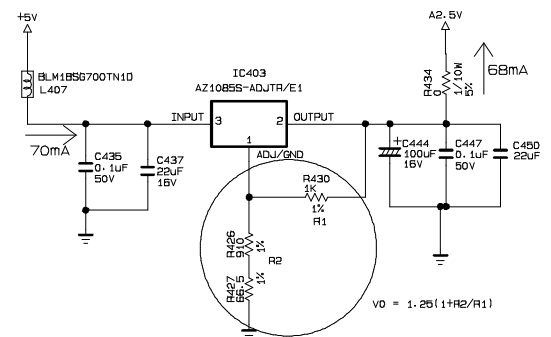 +5V
A2.5V
BLM18SG700TN1D
L407
IC403
AZ1085S-ADJTR/E1
R434
0
1/10W
5%
68mA
INPUT
3
2
OUTPUT
1
ADJ/GND
70mA
C435
0.1uF
50V
C437
22uF
16V
C444
100uF
16V
C447
0.1uF
50V
C450
22uF
R430
1K
1%
R1
R426
910
1%
R2
R427
66.5
1%
VO = 1.25(1+R2/R1)